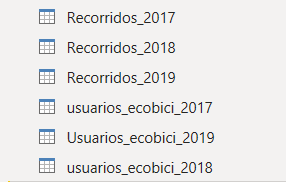 Recorridos_2017
Recorridos_2018
Recorridos_2019
usuarios_ecobici_2017
Usuarios_ecobici_2019
usuarios_ecobici_2018